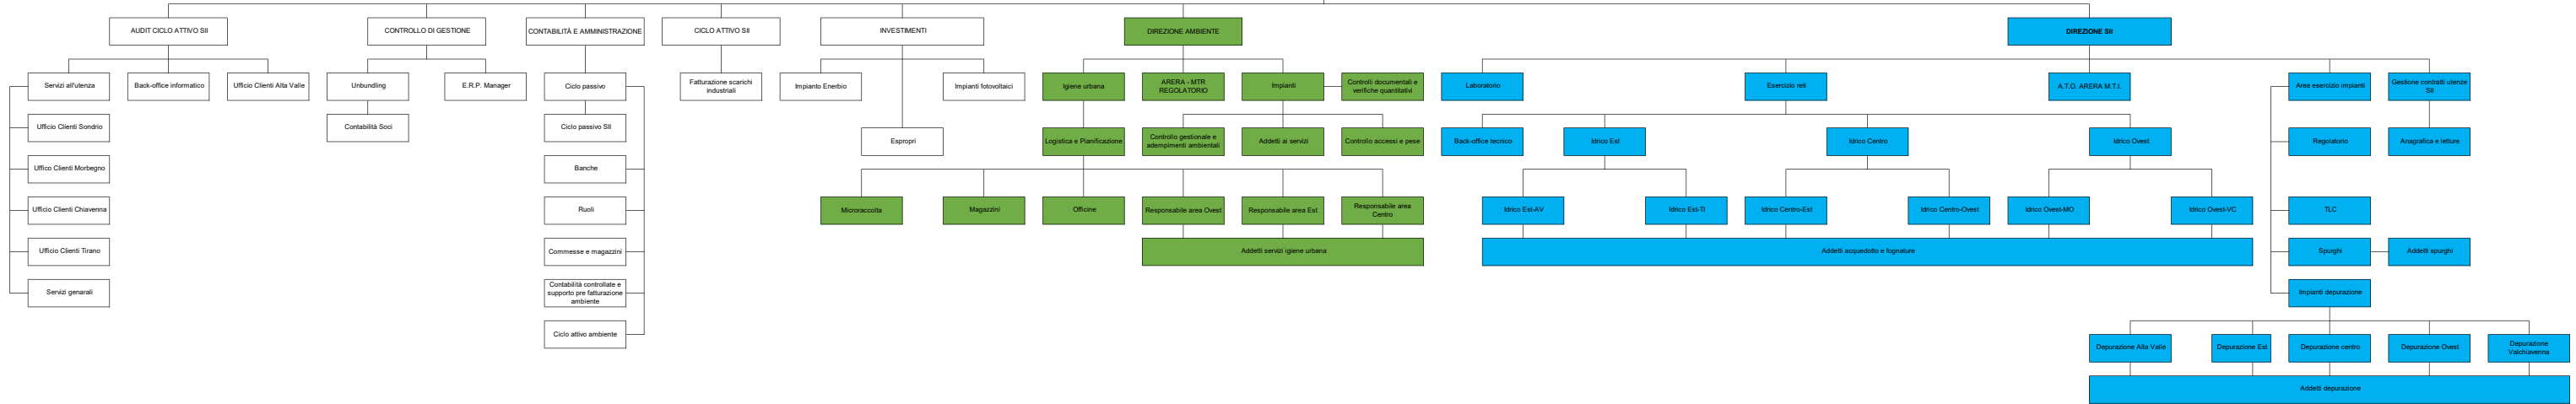 AUDIT CICLO ATTIVO SII
CONTROLLO DI GESTIONE
CONTABILITÀ E AMMINISTRAZIONE
CICLO ATTIVO SII
INVESTIMENTI
DIREZIONE AMBIENTE
DIREZIONE SII
Servizi all'utenza
Back-office informatico
Ufficio Clienti Alta Valle
Unbundling
E.R.P. Manager
Ciclo passivo
Fatturazione scarichi
industriali
Impianto Enerbio
Impianti fotovoltaici
Igiene urbana
ARERA - MTR
REGOLATORIO
Impianti
Controlli documentali e
verifiche quantitativi
Laboratorio
Esercizio reti
A.T.O. ARERA M.T.I.
Area esercizio impianti
Gestione contratti utenze
SII
Ufficio Clienti Sondrio
Contabilità Soci
Ciclo passivo SII
Espropri
Logistica e Pianificazione
Controllo gestionale e
adempimenti ambientali
Addetti ai servizi
Controllo accessi e pese
Back-office tecnico
Idrico Est
Idrico Centro
Idrico Ovest
Regolatorio
Anagrafica e letture
Uffico Clienti Morbegno
Banche
Ufficio Clienti Chiavenna
Ruoli
Microraccolta
Magazzini
Officine
Responsabile area Ovest
Responsabile area Est
Responsabile area
Centro
Idrico Est-AV
Idrico Est-TI
Idrico Centro-Est
Idrico Centro-Ovest
Idrico Ovest-MO
Idrico Ovest-VC
TLC
Ufficio Clienti Tirano
Commesse e magazzini
Addetti servizi igiene urbana
Addetti acquedotto e fognature
Spurghi
Addetti spurghi
Servizi genarali
Contabilità controllate e
supporto pre fatturazione
ambiente
Impianti depurazione
Ciclo attivo ambiente
Depurazione Alta Valle
Depurazione Est
Depurazione centro
Depurazione Ovest
Depurazione
Valchiavenna
Addetti depurazione